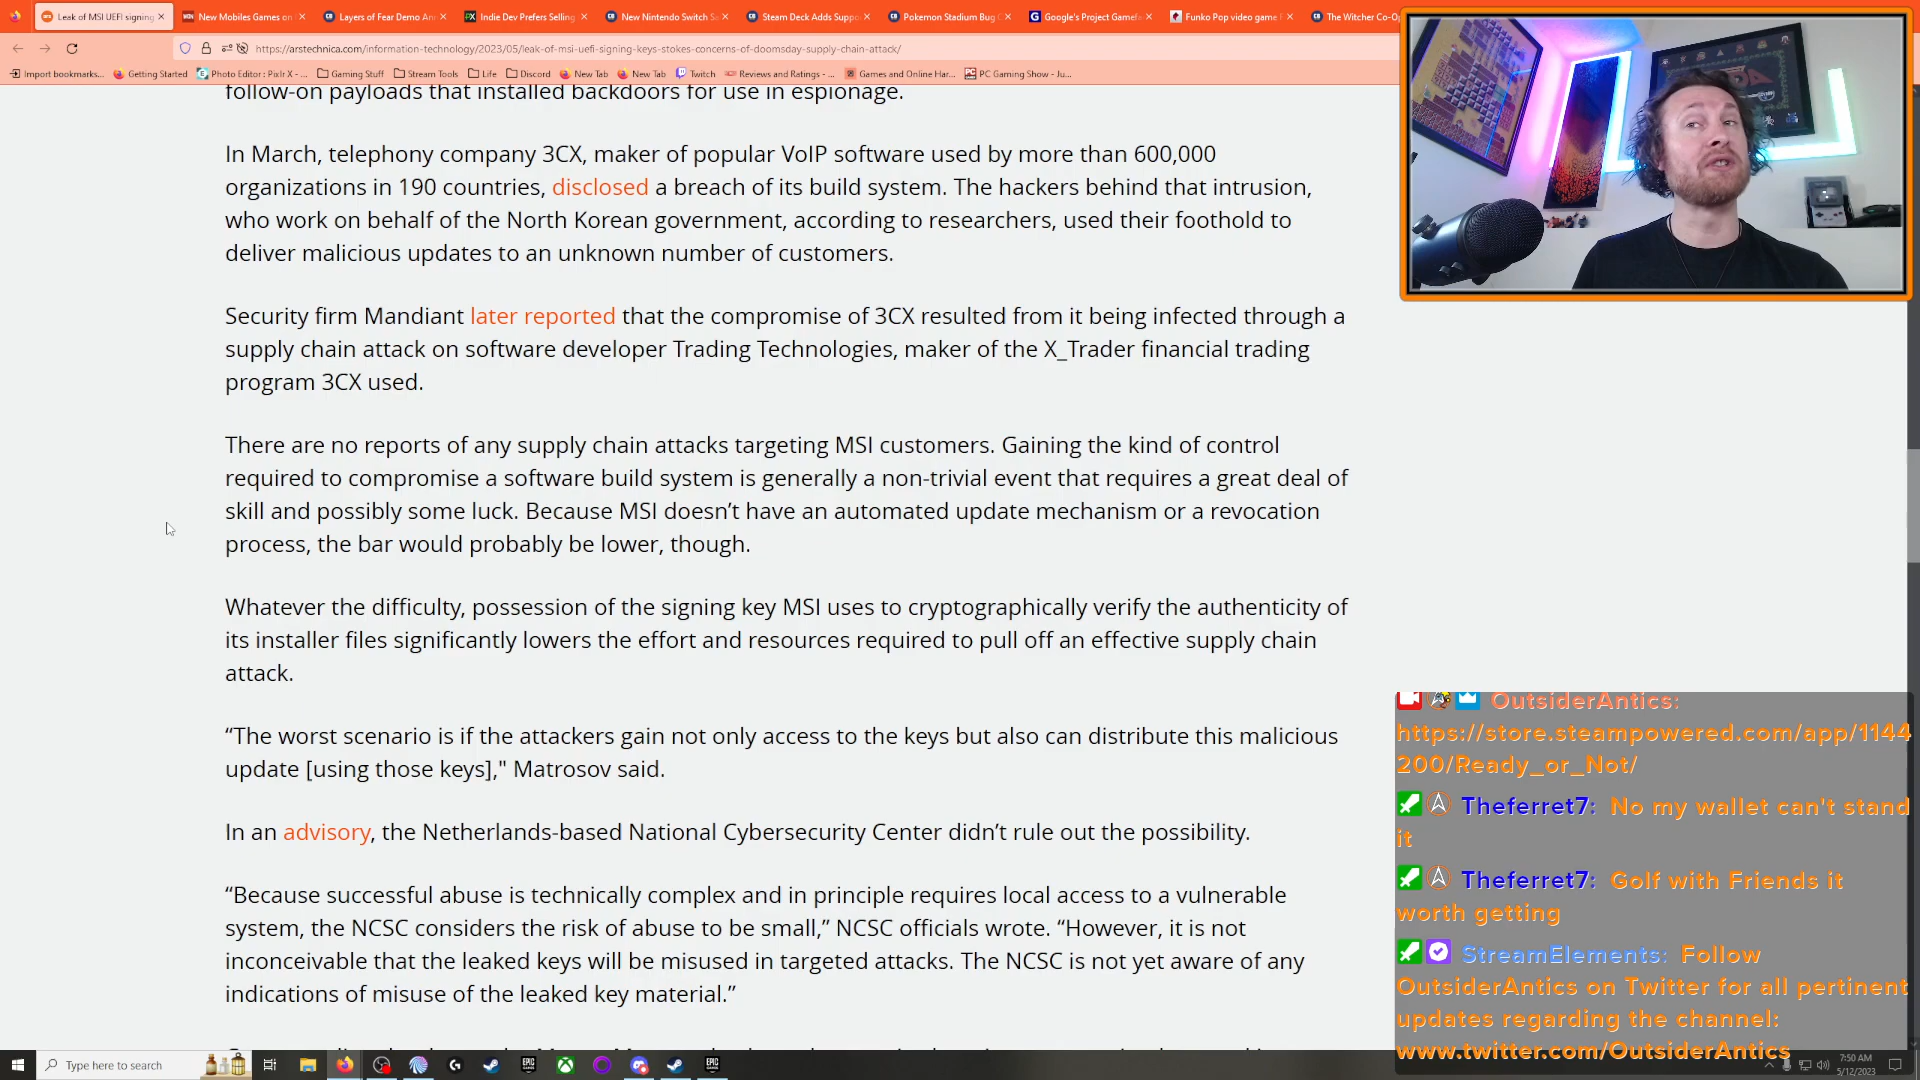 Leak of MSI UEFI signing
New Mobiles Games on
Layers of Fear Demo Ann
Indie Dev Prefers Selling
New Nintendo Switch Sa
Steam Deck Adds Suppo
Pokemon Stadium Bug
Google's Project Gamefa
Funko Pop video game
The Witcher Co-Op
https://arstechnica.com/information-technology/2023/05/leak-of-msi-uefi-signing-keys-stokes-concerns-of-doomsday-supply-chain-attack/
Import bookmarks...
Getting Started
Photo Editor : Pixlr X - ...
Gaming Stuff
Stream Tools
Life
Discord
New Tab
New Tab
Twitch
Reviews and Ratings - ...
Games and Online Har...
PC Gaming Show - Ju...
follow-on payloads that installed backdoors for use in espionage.
In March, telephony company 3CX, maker of popular VoIP software used by more than 600,000
organizations in 190 countries, disclosed a breach of its build system. The hackers behind that intrusion,
who work on behalf of the North Korean government, according to researchers, used their foothold to
deliver malicious updates to an unknown number of customers.
Security firm Mandiant later reported that the compromise of 3CX resulted from it being infected through a
supply chain attack on software developer Trading Technologies, maker of the X_Trader financial trading
program 3CX used.
There are no reports of any supply chain attacks targeting MSI customers. Gaining the kind of control
required to compromise a software build system is generally a non-trivial event that requires a great deal of
skill and possibly some luck. Because MSI doesn’t have an automated update mechanism or a revocation
process, the bar would probably be lower, though.
Whatever the difficulty, possession of the signing key MSI uses to cryptographically verify the authenticity of
its installer files significantly lowers the effort and resources required to pull off an effective supply chain
attack.
“The worst scenario is if the attackers gain not only access to the keys but also can distribute this malicious
update [using those keys]," Matrosov said.
In an advisory, the Netherlands-based National Cybersecurity Center didn’t rule out the possibility.
“Because successful abuse is technically complex and in principle requires local access to a vulnerable
system, the NCSC considers the risk of abuse to be small,” NCSC officials wrote. “However, it is not
inconceivable that the leaked keys will be misused in targeted attacks. The NCSC is not yet aware of any
indications of misuse of the leaked key material.”
OutsiderAntics:
https://store.steampowered.com/app/1144
200/Ready_or_Not/
Theferret7: No my wallet can't stand
it
Theferret7: Golf with Friends it
worth getting
StreamElements: Follow
OutsiderAntics on Twitter for all pertinent
updates regarding the channel:
www.twitter.com/OutsiderAntics
Type here to search
7:50 AM
5/12/2023